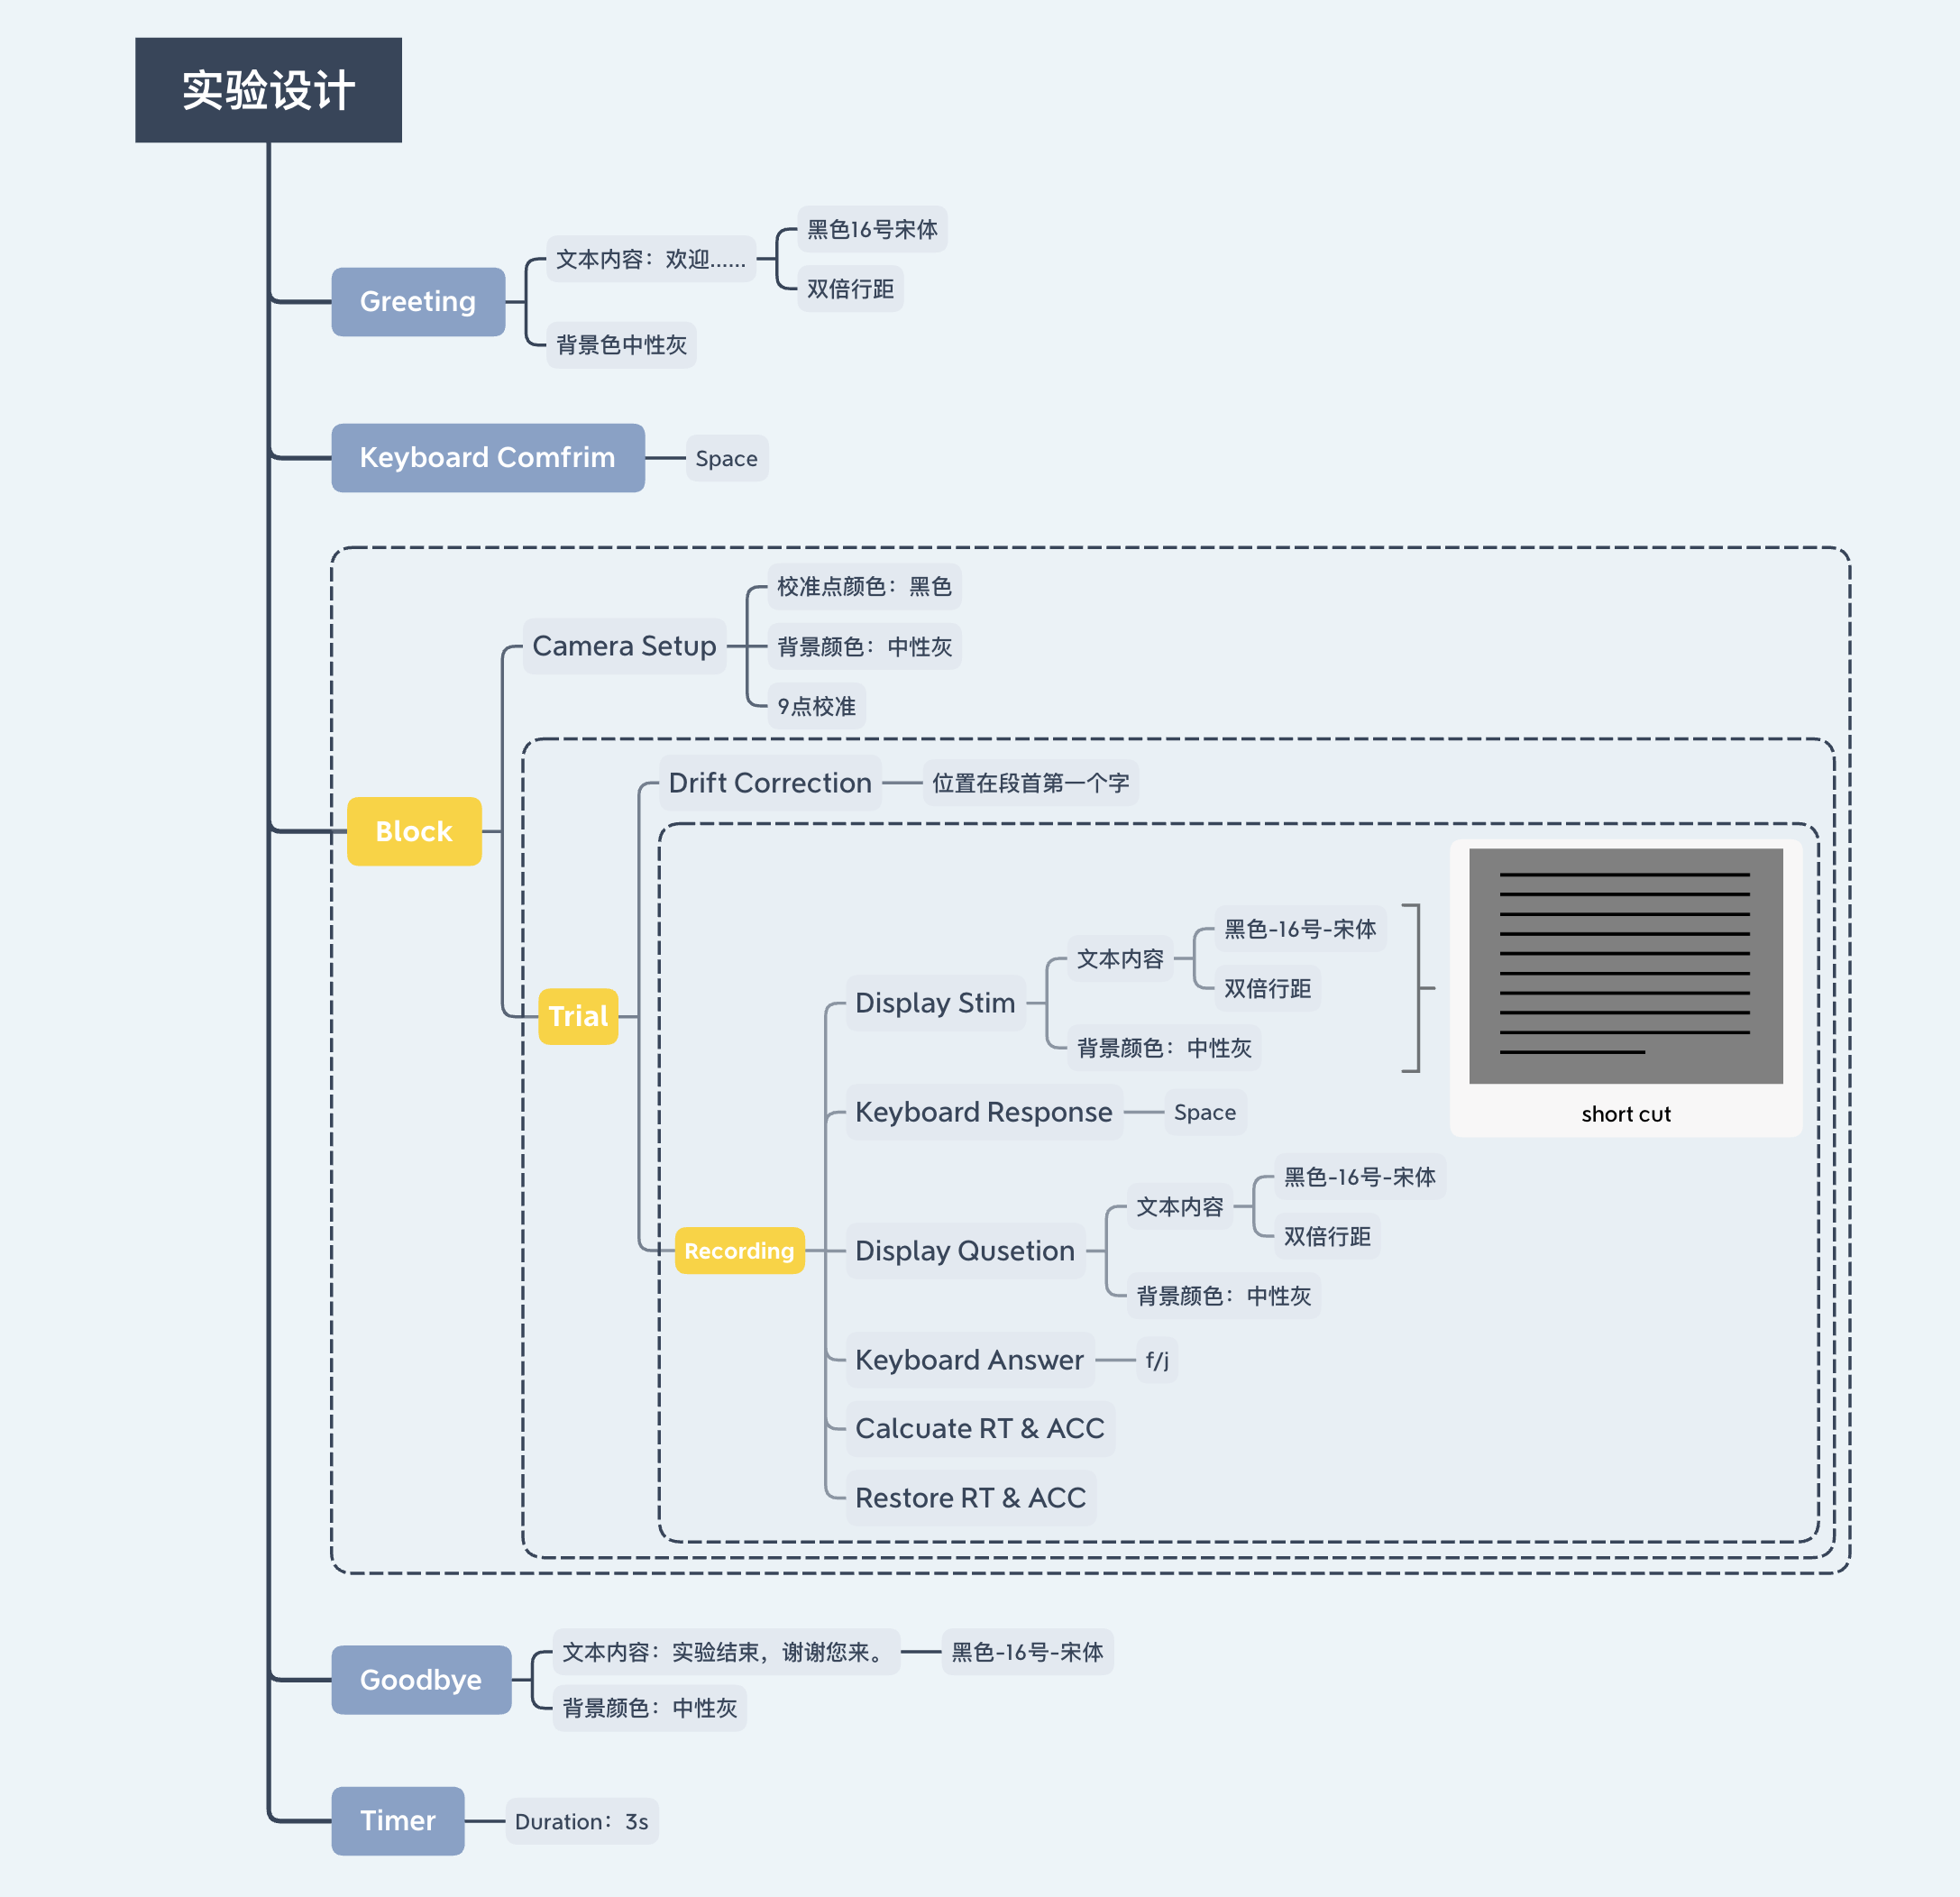 实验设计
Greeting
文本内容：欢迎......
黑色16号宋体
双倍行距
背景色中性灰
Keyboard Comfrim
Space
Block
Camera Setup
校准点颜色：黑色
背景颜色：中性灰
9点校准
Trial
Drift Correction
位置在段首第一个字
Recording
Display Stim
文本内容
黑色-16号-宋体
双倍行距
背景颜色：中性灰
short cut
Keyboard Response
Space
Display Qusetion
文本内容
黑色-16号-宋体
双倍行距
背景颜色：中性灰
Keyboard Answer
f/j
Calcuate RT & ACC
Restore RT & ACC
Goodbye
文本内容：实验结束，谢谢您来。
黑色-16号-宋体
背景颜色：中性灰
Timer
Duration：3s